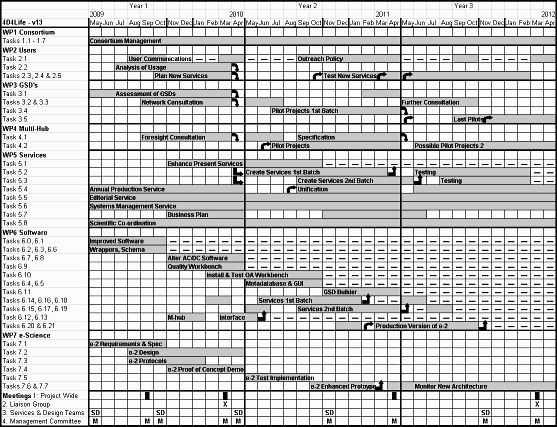 Year 1 Year 2 Year 3
2009 2010 2011 2012
4D4Life - v13 May Jun Jul Aug Sep Oct Nov Dec Jan Feb Mar Apr May Jun Jul Aug Sep Oct Nov Dec Jan Feb Mar Apr May Jun Jul Aug Sep Oct Nov Dec Jan Feb Mar Apr
WP1 Consortium
Tasks 1.1 - 1.7 Consortium Management
WP2 Users
Task 2.1 User Communications Outreach Policy
Task 2.2 Analysis of Usage
Tasks 2.3, 2.4 & 2.5 Plan New Services Test New Services
WP3 GSD's
Task 3.1 Assessment of GSDs
Tasks 3.2 & 3.3 Network Consultation Further Consultation
Task 3.4 Pilot Projects 1st Batch
Task 3.5 Last Pilots
WP4 Multi-Hub
Task 4.1 Foresight Consultation Specification
Task 4.2 Pilot Projects Possible Pilot Projects 2
WP5 Services
Task 5.1 Enhance Present Services
Task 5.2 Create Services 1st Batch Testing
Task 5.3 Create Services 2nd Batch Testing
Task 5.4 Annual Production Service Unification
Task 5.5 Editorial Service
Task 5.6 Systems Management Service
Task 5.7 Business Plan
Task 5.8 Scientific Co-ordination
WP6 Software
Tasks 6.0, 6.1 Improved Software
Tasks 6.2, 6.3, 6.6 Wrappers, Schema
Tasks 6.7, 6.8 Alter AC/DC Software
Task 6.9 Quality Workbench
Task 6.10 Install & Test QA Workbench
Tasks 6.4, 6.5 Metadatabase & GUI
Task 6.11 GSD Builder
Tasks 6.14, 6.16, 6.18 Services 1st Batch
Tasks 6.15, 6.17, 6.19 Services 2nd Batch
Tasks 6.12, 6.13 M-hub Interface
Tasks 6.20 & 6.21 Production Version of e-2
WP7 e-Science
Task 7.1 e-2 Requirements & Spec
Task 7.2 e-2 Design
Task 7.3 e-2 Protocols
Task 7.4 e-2 Proof of Concept Demo
Task 7.5 e-2 Test Implementation
Tasks 7.6 & 7.7 e-2 Enhanced Prototype Monitor New Architecture
Meetings 1: Project Wide
2. Liaison Group X X
3. Services & Design Teams SD SD SD SD SD
4. Management Committee M M M M M M M